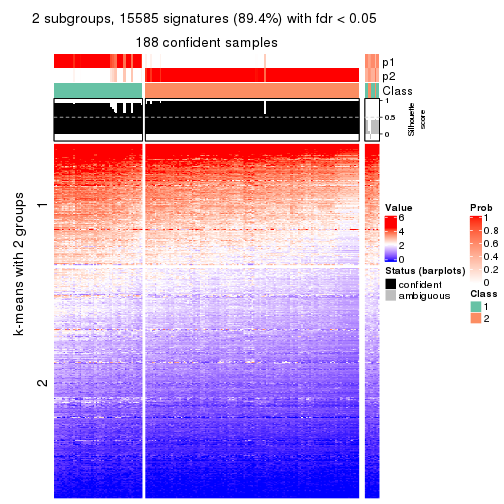 2 subgroups, 15585 signatures (89.4%) with fdr < 0.05
188 confident samples
p1
p2
Class
1
0.5
0
Silhouette
score
k-means with 2 groups
1
2
Value
6
4
2
0
Status (barplots)
confident
ambiguous
Prob
1
0.8
0.6
0.4
0.2
0
Class
1
2